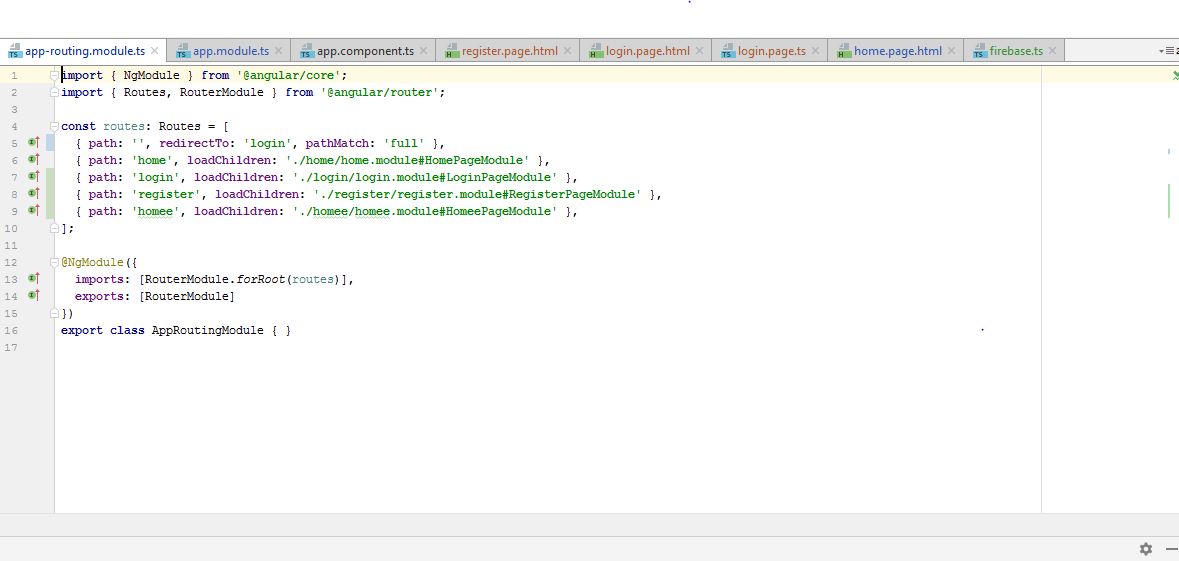 app-routing.module.ts app.module.ts app.component.ts register.page.html login.page.html login.page.ts home.page.html firebase.ts
1 import { NgModule } from '@angular/core';
2 import { Routes, RouterModule } from '@angular/router';
3
4 const routes: Routes = [
5 { path: '', redirectTo: 'login', pathMatch: 'full' },
6 { path: 'home', loadChildren: './home/home.module#HomePageModule' },
7 { path: 'login', loadChildren: './login/login.module#LoginPageModule' },
8 { path: 'register', loadChildren: './register/register.module#RegisterPageModule' },
9 { path: 'homee', loadChildren: './homee/homee.module#HomeePageModule' },
10 ];
11
12 @NgModule({
13 imports: [RouterModule.forRoot(routes)],
14 exports: [RouterModule]
15 })
16 export class AppRoutingModule { }
17